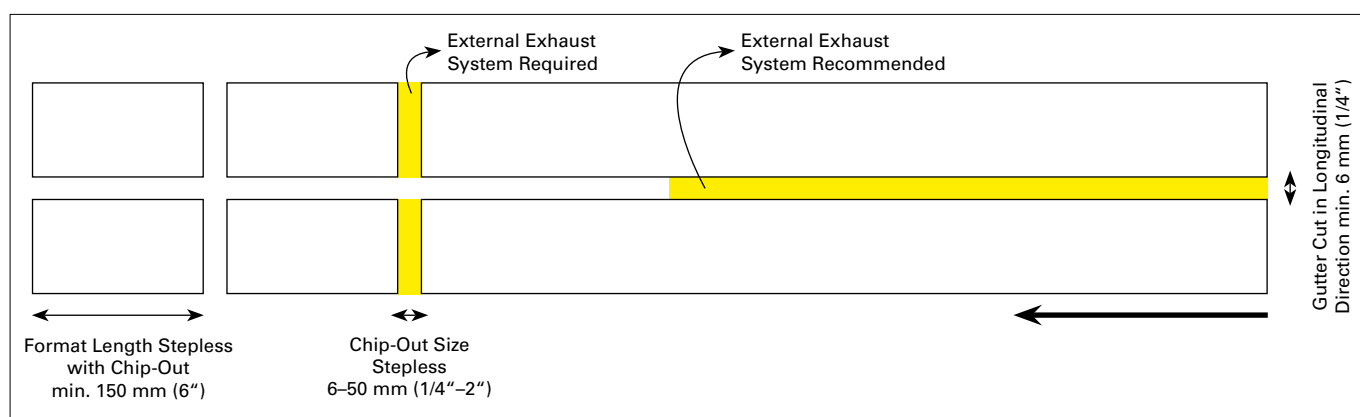 External Exhaust
System Required
External Exhaust
System Recommended
Gutter Cut in Longitudinal
Direction min. 6 mm (1/4“)
Format Length Stepless
with Chip-Out
min. 150 mm (6“)
Chip-Out Size
Stepless
6–50 mm (1/4“–2“)